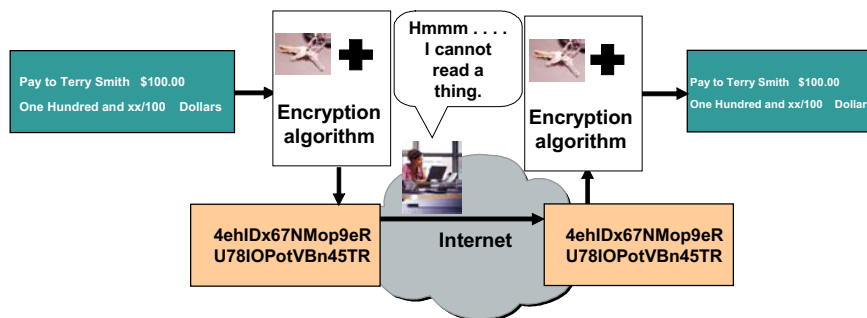 Pay to Terry Smith $100.00
One Hundred and xx/100 Dollars
Encryption
algorithm
Hmmm . . . .
I cannot
read a
thing.
Encryption
algorithm
Pay to Terry Smith $100.00
One Hundred and xx/100 Dollar
4ehIDx67NMop9eR
U78IOPotVBn45TR
Internet
4ehIDx67NMop9eR
U78IOPotVBn45TR